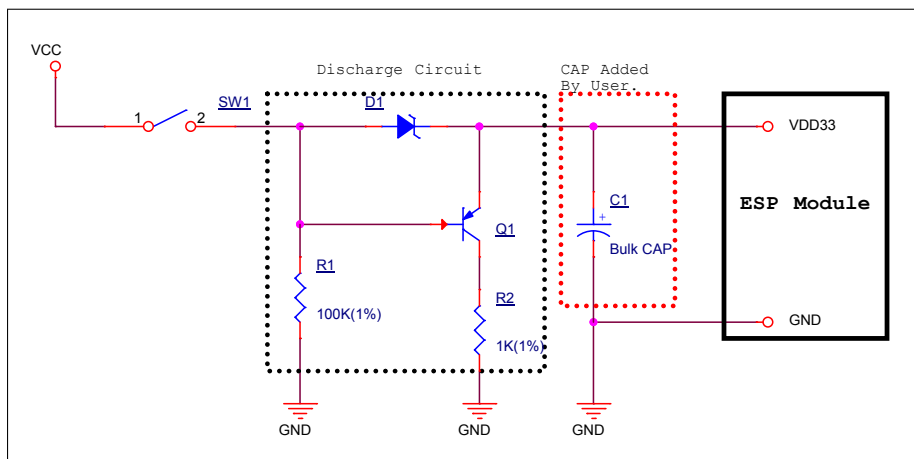 VCC
1
2
SW1
Discharge Circuit
D1
CAP Added
By User.
VDD33
ESP Module
C1
+
Bulk CAP
Q1
R1
100K(1%)
R2
1K(1%)
GND
GND
GND
GND